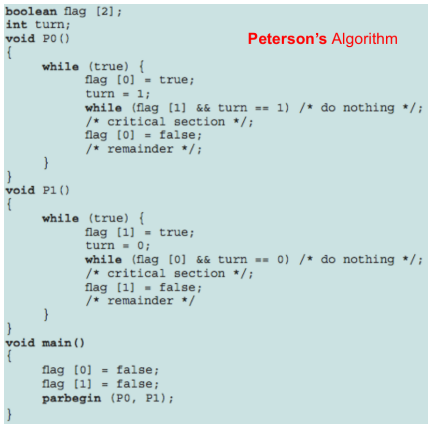 boolean flag [2];
int turn;
void P0()
Peterson's Algorithm
{
while (true) {
flag [0] = true;
turn = 1;
while (flag [1] && turn == 1) /* do nothing */;
/* critical section */;
flag [0] = false;
/* remainder */;
}
}
void P1()
{
while (true) {
flag [1] = true;
turn = 0;
while (flag [0] && turn == 0) /* do nothing */;
/* critical section */;
flag [1] = false;
/* remainder */
}
}
void main()
{
flag [0] = false;
flag [1] = false;
parbegin (P0, P1);
}